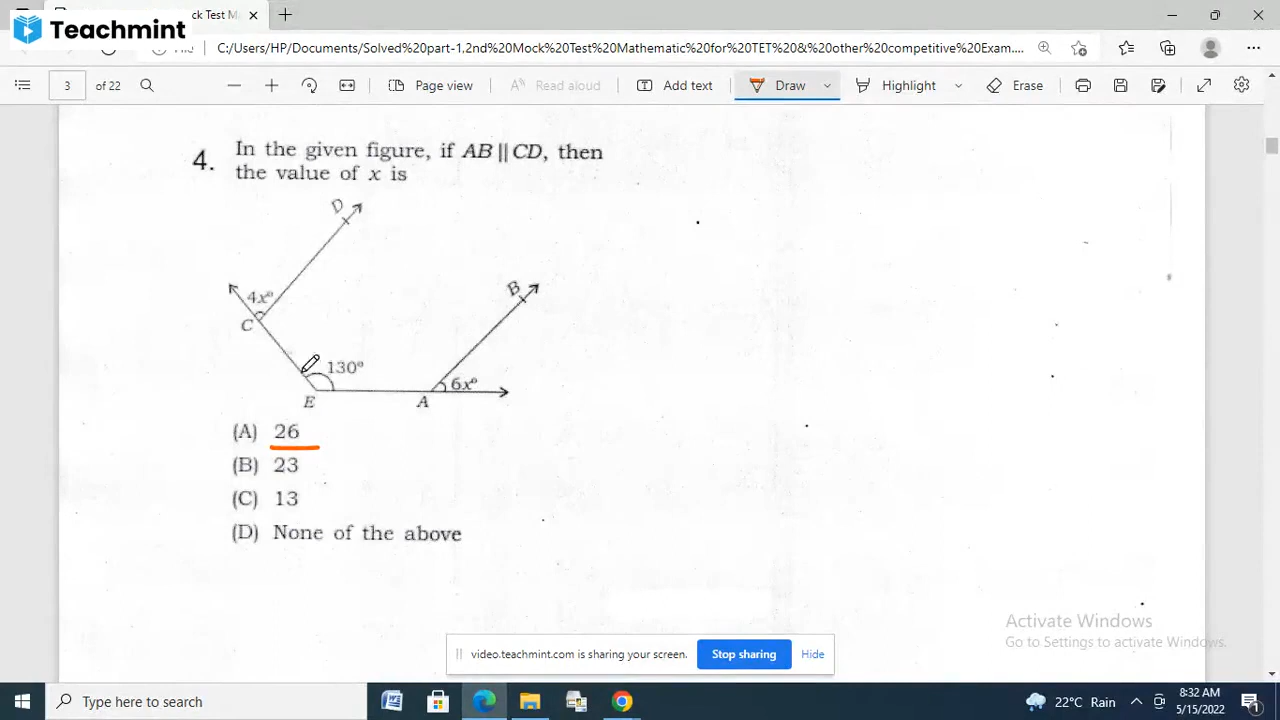 ck Test M
Teachmint
C:/Users/HP/Documents/Solved%20part-1,2nd%20Mock%20Test%20Mathematic%20for%20TET%20&%20other%20competitive%20Exam....
3 of 22
Page view
Read aloud
Add text
Draw
Highlight
Erase
4. In the given figure, if AB || CD, then
the value of x is
D
4x°
B
C
130°
6x°
E
A
(A) 26
(B) 23
(C) 13
(D) None of the above
Activate Windows
Go to Settings to activate Windows.
video.teachmint.com is sharing your screen.
Stop sharing
Hide
Type here to search
22°C Rain
8:32 AM
5/15/2022
1